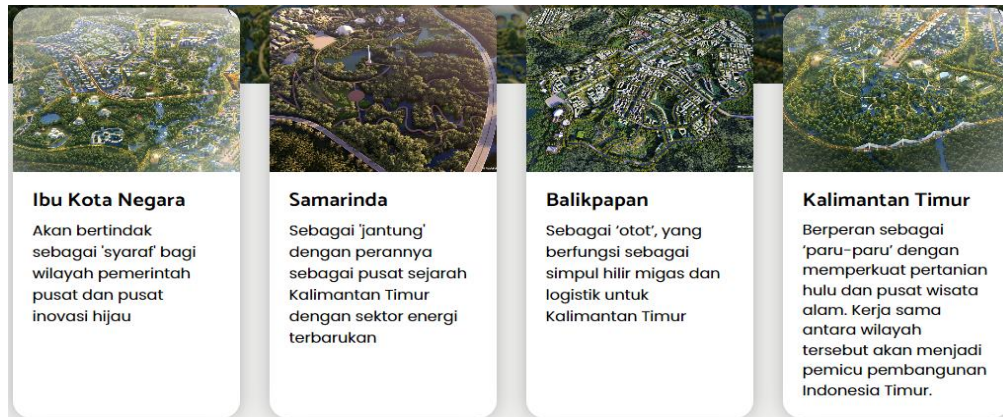 Ibu Kota Negara
Akan bertindak
sebagai 'syaraf' bagi
wilayah pemerintah
pusat dan pusat
inovasi hijau
Samarinda
Sebagai 'jantung'
dengan perannya
sebagai pusat sejarah
Kalimantan Timur
dengan sektor energi
terbarukan
Balikpapan
Sebagai ‘otot’, yang
berfungsi sebagai
simpul hilir migas dan
logistik untuk
Kalimantan Timur
Kalimantan Timur
Berperan sebagai
‘paru-paru’ dengan
memperkuat pertanian
hulu dan pusat wisata
alam. Kerja sama
antara wilayah
tersebut akan menjadi
pemicu pembangunan
Indonesia Timur.